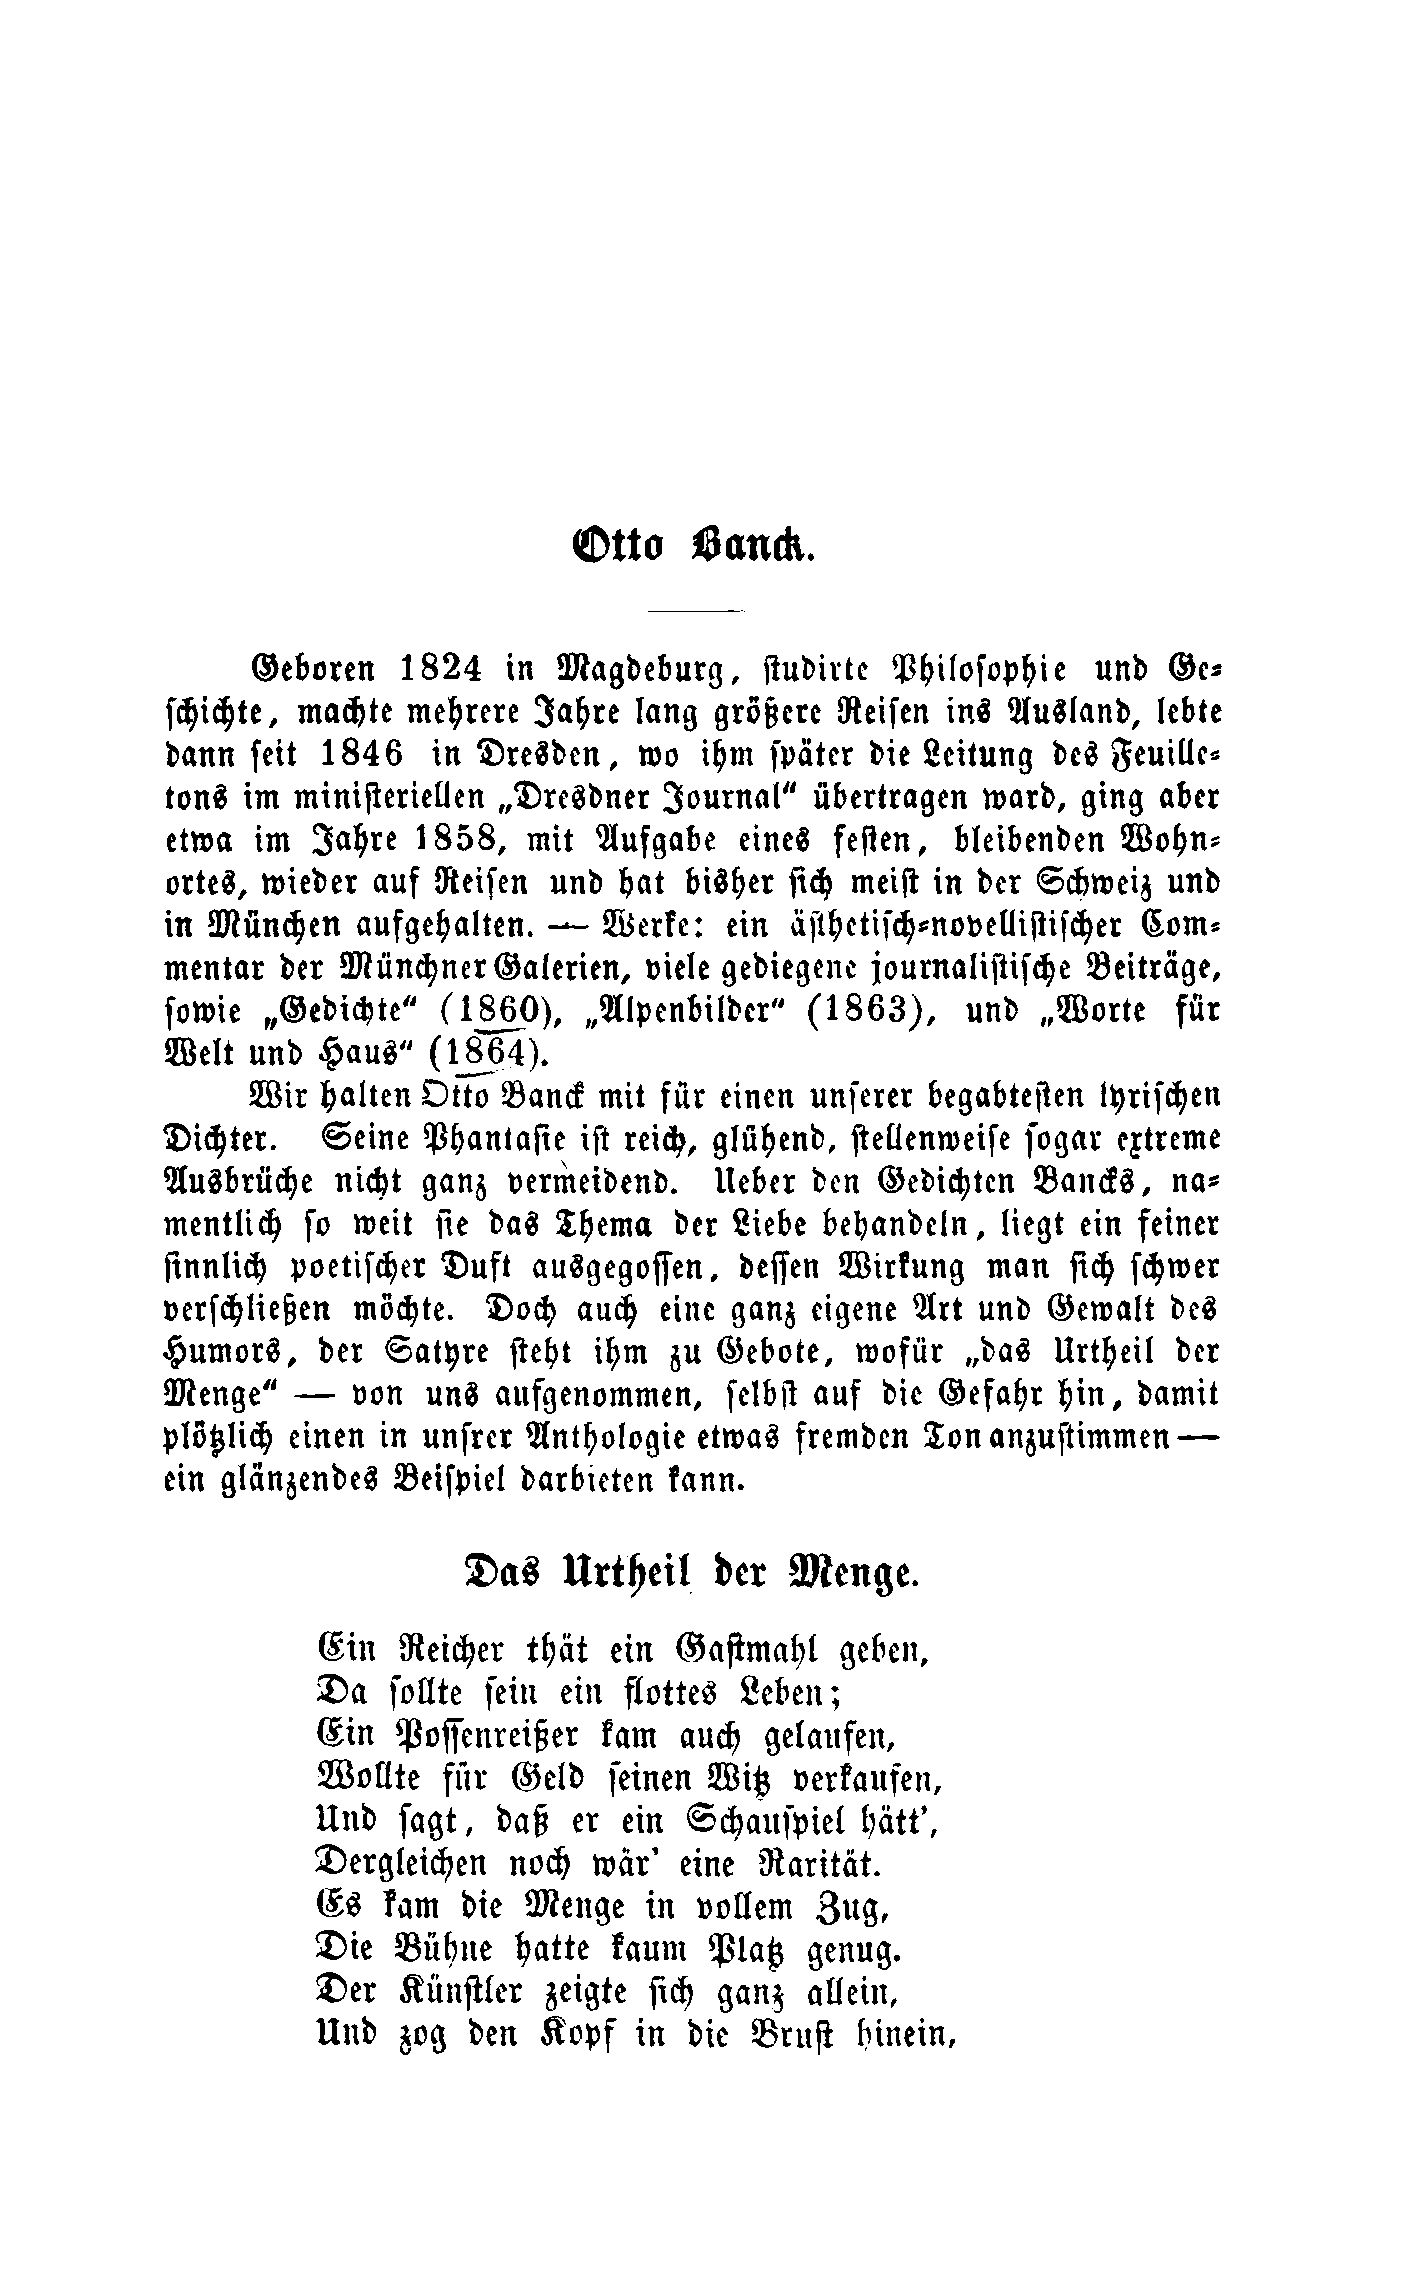 Otto Banck.
Geboren 1824 in Magdeburg, ſtudirte Philoſophie und Ge-
ſchichte, machte mehrere Jahre lang größere Reiſen ins Ausland, lebte
dann ſeit 1846 in Dresden, wo ihm ſpäter die Leitung des Feuille-
tons im miniſteriellen „Dresdner Journal“ übertragen ward, ging aber
etwa im Jahre 1858, mit Aufgabe eines feſten, bleibenden Wohn-
ortes, wieder auf Reiſen und hat bisher ſich meiſt in der Schweiz und
in München aufgehalten. — Werke: ein äſthetiſch-novelliſtiſcher Com-
mentar der Münchner Galerien, viele gediegene journaliſtiſche Beiträge,
ſowie „Gedichte“ (1860), „Alpenbilder“ (1863), und „Worte für
Welt und Haus“ (1864).
Wir halten Otto Banck mit für einen unſerer begabteſten lyriſchen
Dichter. Seine Phantaſie iſt reich, glühend, ſtellenweiſe ſogar extreme
Ausbrüche nicht ganz vermeidend. Ueber den Gedichten Bancks, na-
mentlich ſo weit ſie das Thema der Liebe behandeln, liegt ein feiner
ſinnlich poetiſcher Duft ausgegoſſen, deſſen Wirkung man ſich ſchwer
verſchließen möchte. Doch auch eine ganz eigene Art und Gewalt des
Humors, der Satyre ſteht ihm zu Gebote, wofür „das Urtheil der
Menge“ — von uns aufgenommen, ſelbſt auf die Gefahr hin, damit
plötzlich einen in unſrer Anthologie etwas fremden Ton anzuſtimmen —
ein glänzendes Beiſpiel darbieten kann.
Das Urtheil der Menge.
Ein Reicher thät ein Gaſtmahl geben,
Da ſollte ſein ein flottes Leben;
Ein Poſſenreißer kam auch gelaufen,
Wollte für Geld ſeinen Witz verkaufen,
Und ſagt, daß er ein Schauſpiel hätt’,
Dergleichen noch wär’ eine Rarität.
Es kam die Menge in vollem Zug,
Die Bühne hatte kaum Platz genug.
Der Künſtler zeigte ſich ganz allein,
Und zog den Kopf in die Bruſt hinein,